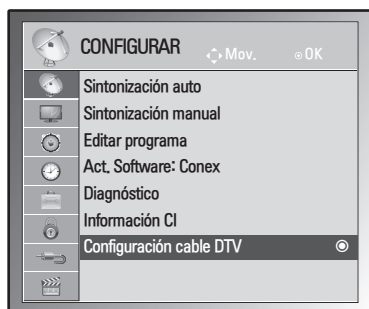 CONFIGURAR Mov. OK
Sintonización auto
Sintonización manual
Editar programa
Act. Software: Conex
Diagnóstico
Información CI
Configuración cable DTV